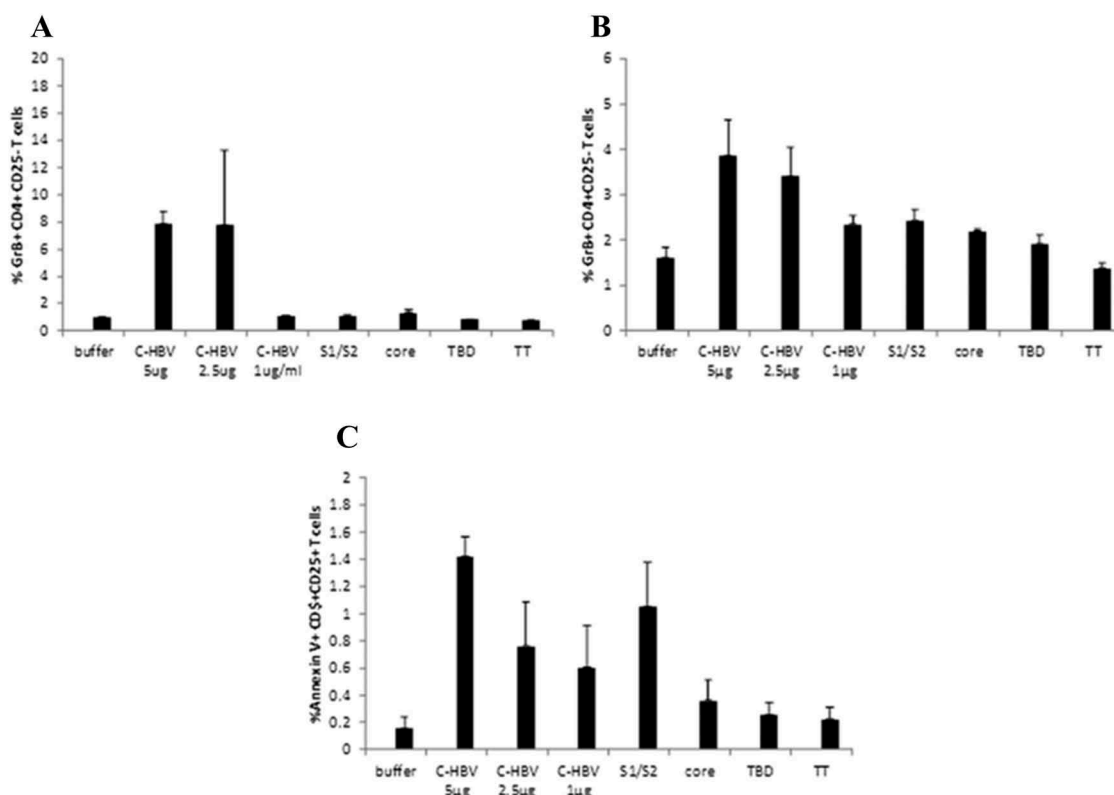 A
% GrB+ CD4+ CD25- T cells
20
18
16
14
12
10
8
6
4
2
0
buffer C-HBV C-HBV C-HBV S1/S2 core TBD TT
5ug 2.5ug 1ug/ml
B
% GrB+ CD4+CD25- T cells
6
5
4
3
2
1
0
buffer C-HBV C-HBV C-HBV S1/S2 core TBD TT
5µg 2.5µg 1µg
C
%Annexin V+ CD$+CD25+ T cells
2
1.8
1.6
1.4
1.2
1
0.8
0.6
0.4
0.2
0
buffer C-HBV C-HBV C-HBV S1/S2 core TBD TT
5µg 2.5µg 1µg